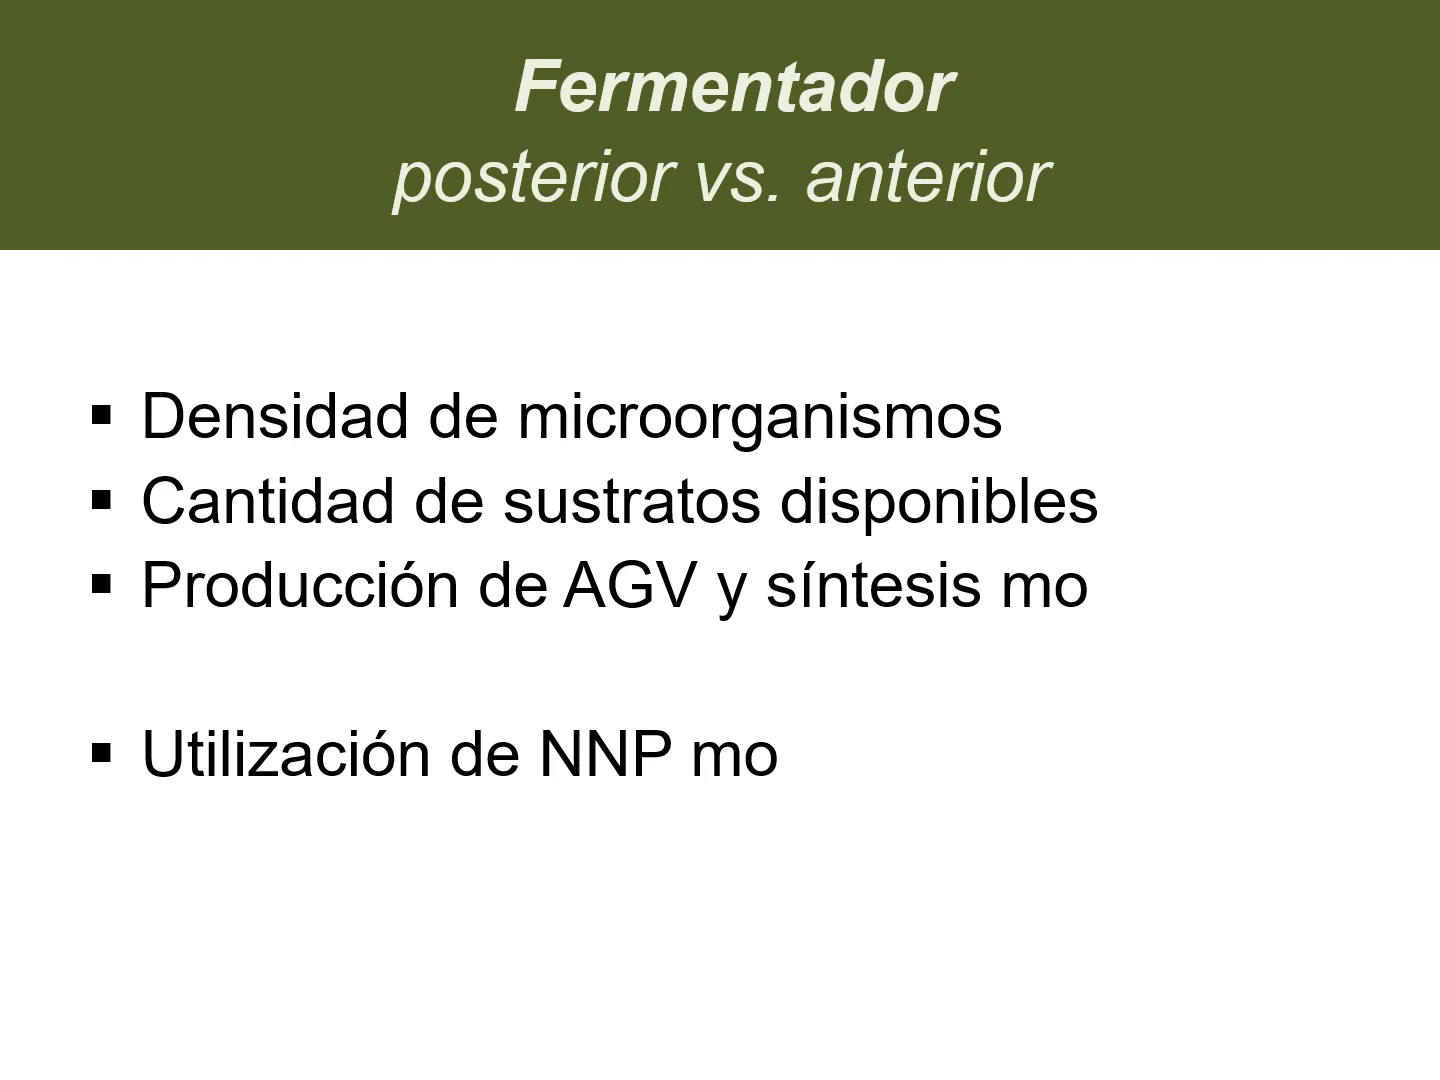 Fermentador
posterior vs. anterior
▪ Densidad de microorganismos
▪ Cantidad de sustratos disponibles
▪ Producción de AGV y síntesis mo
▪ Utilización de NNP mo